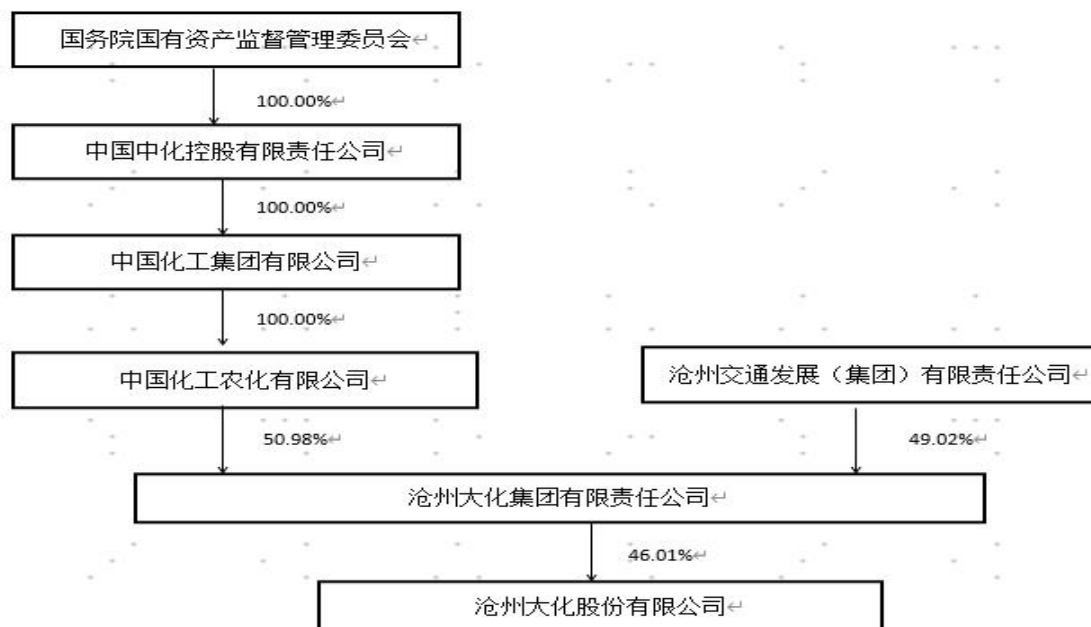 国务院国有资产监督管理委员会
100.00%
中国中化控股有限责任公司
100.00%
中国化工集团有限公司
100.00%
中国化工农化有限公司
沧州交通发展（集团）有限责任公司
50.98%
49.02%
沧州大化集团有限责任公司
46.01%
沧州大化股份有限公司